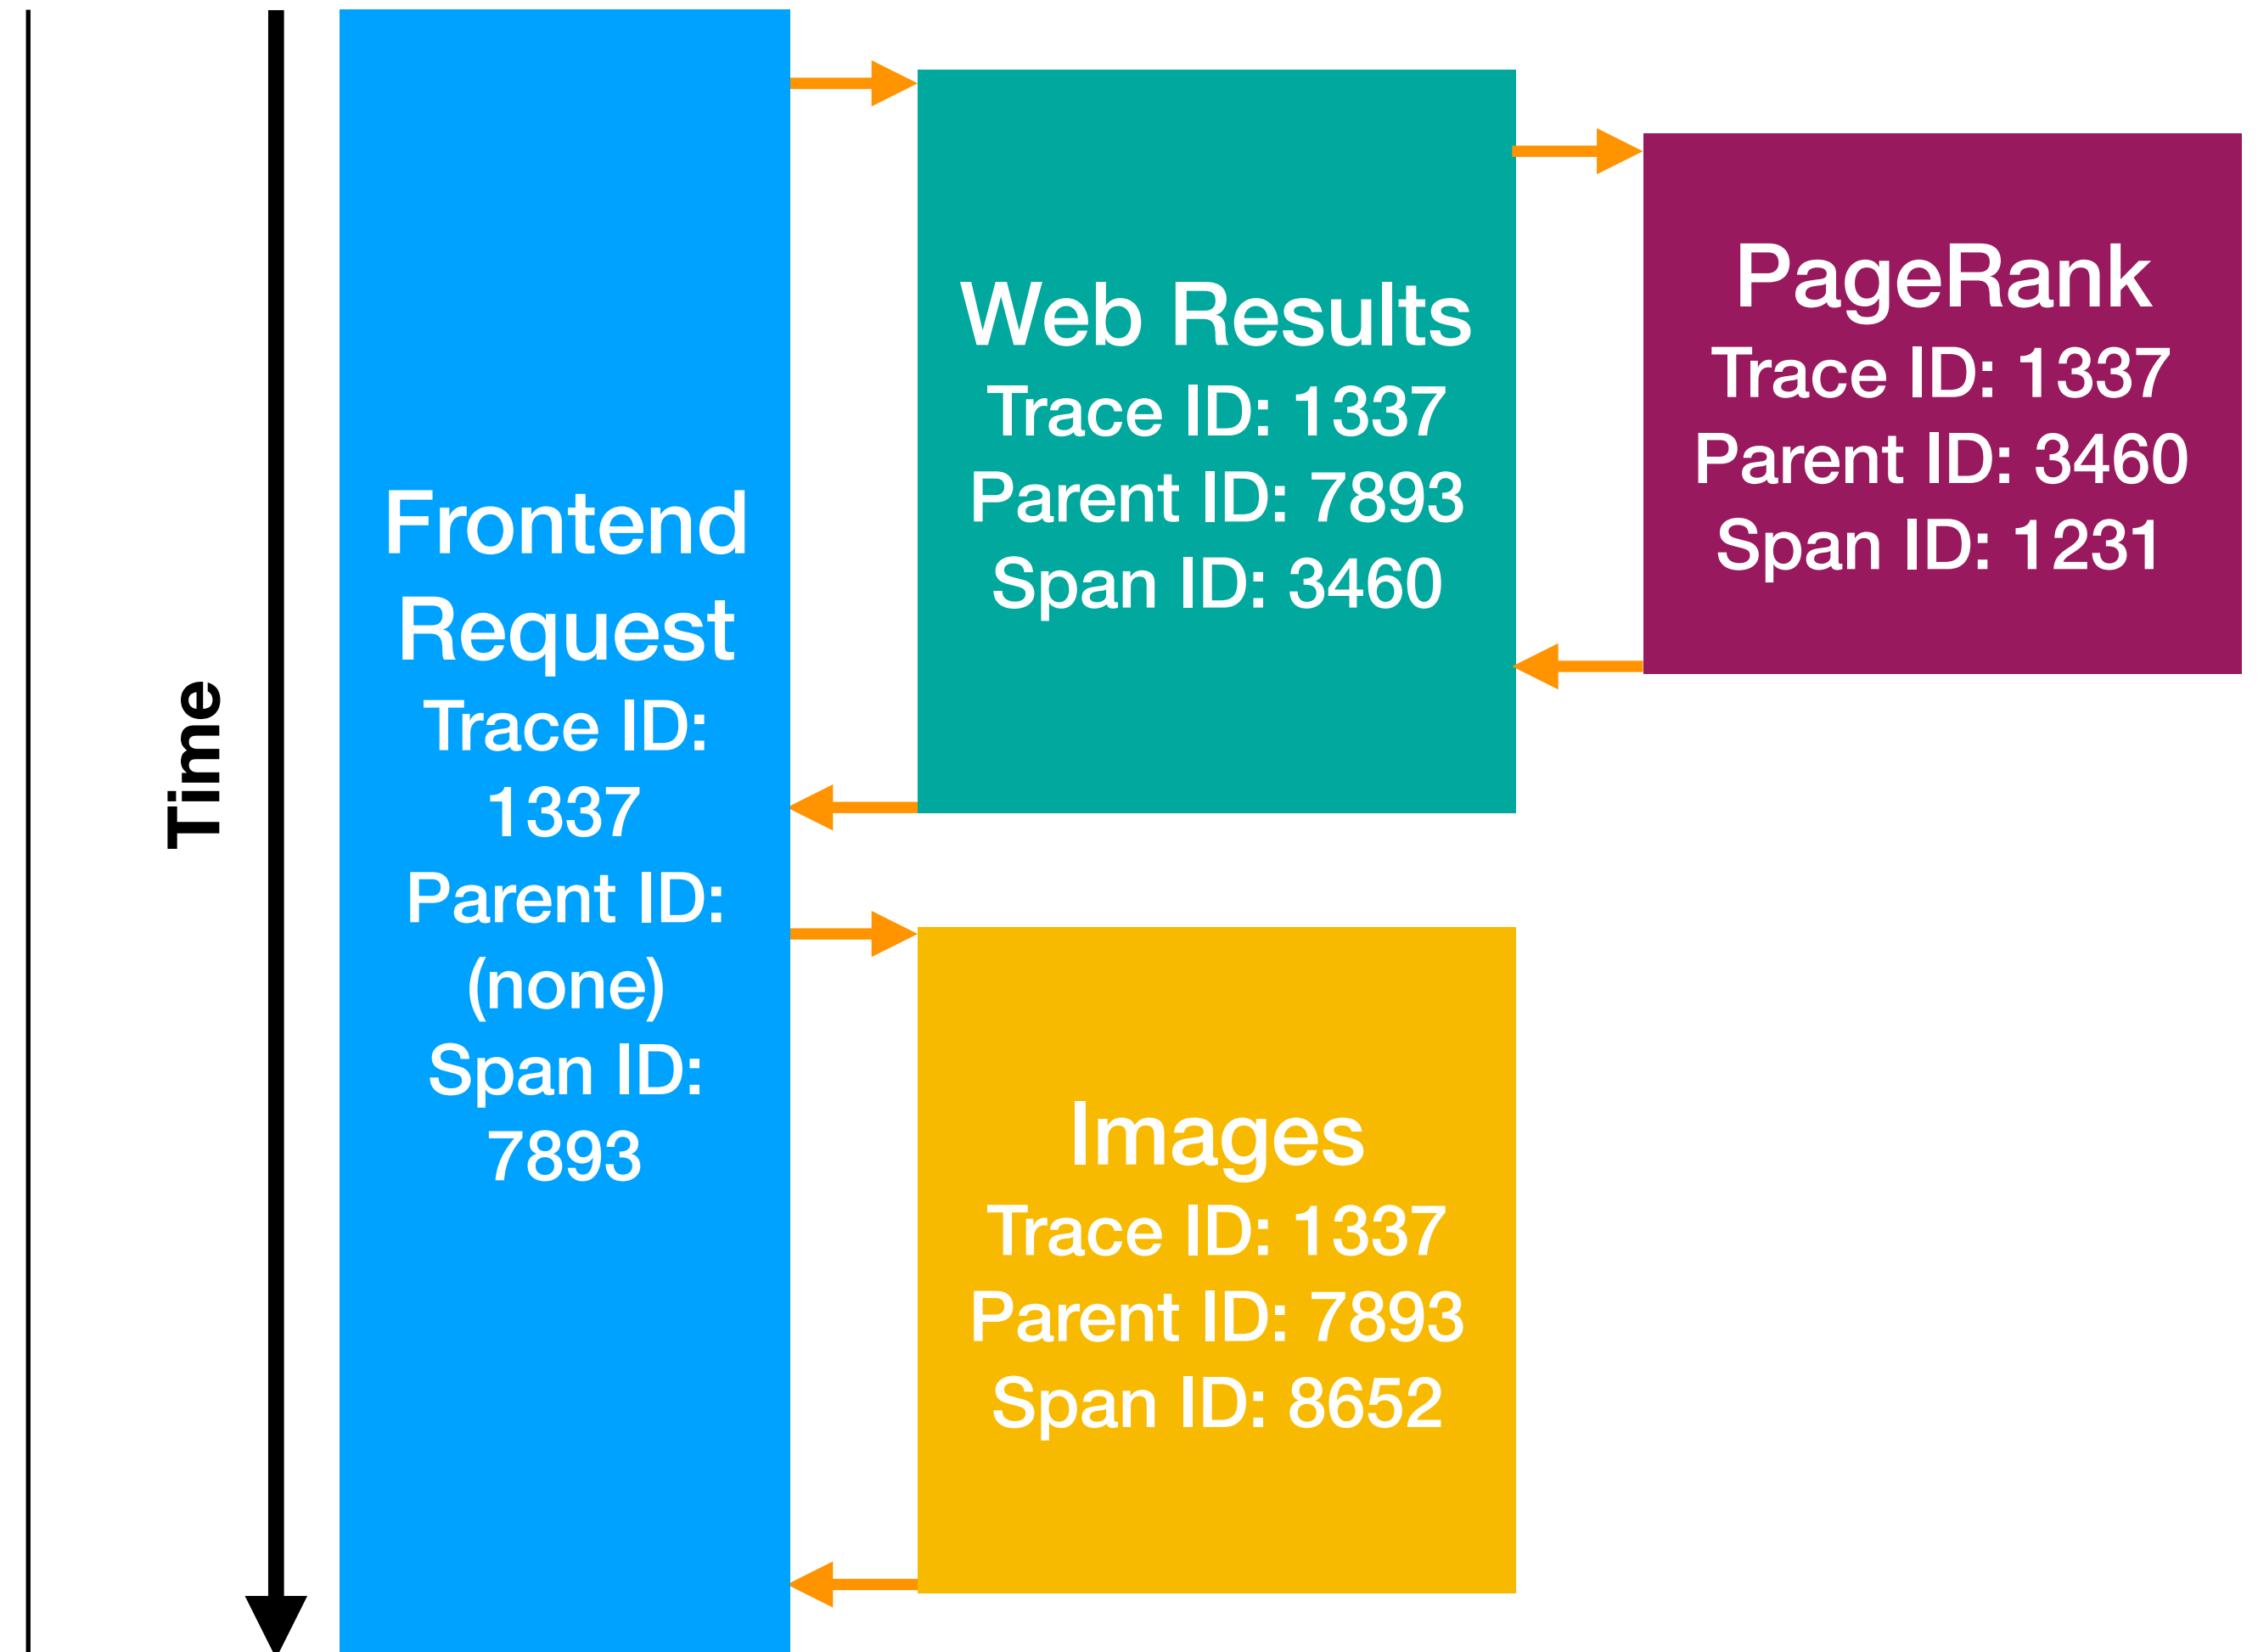 Time
Frontend
Request
Trace ID:
1337
Parent ID:
(none)
Span ID:
7893
Web Results
Trace ID: 1337
Parent ID: 7893
Span ID: 3460
PageRank
Trace ID: 1337
Parent ID: 3460
Span ID: 1231
Images
Trace ID: 1337
Parent ID: 7893
Span ID: 8652